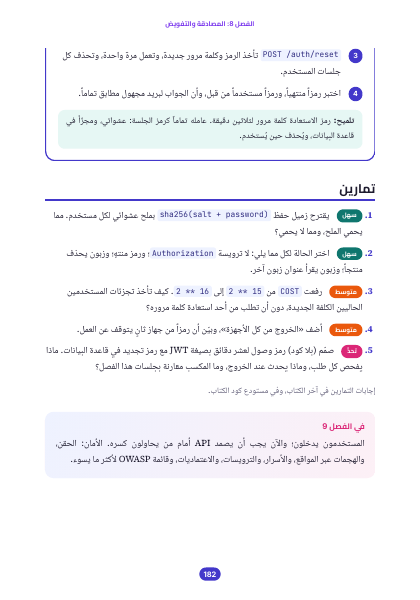 الفصل 8: المصادقة والتفويض
3 POST /auth/reset تأخذ الرمز وكلمة مرور جديدة، وتعمل مرة واحدة، وتحذف كل
جلسات المستخدم.
4 اختبر رمزاً منتهياً، ورمزاً مستخدماً من قبل، وأن الجواب لبريد مجهول مطابق تماماً.
تلميح: رمز الاستعادة كلمة مرور لثلاثين دقيقة. عامله تماماً كرمز الجلسة: عشوائي، ومجزّأ في
قاعدة البيانات، ويُحذف حين يُستخدم.
تمارين
1. سهل يقترح زميل حفظ sha256(salt + password) بملح عشوائي لكل مستخدم. مما
يحمي الملح، ومما لا يحمي؟
2. سهل اختر الحالة لكل مما يلي: لا ترويسة Authorization؛ ورمز منتهٍ؛ وزبون يحذف
منتجاً؛ وزبون يقرأ عنوان زبون آخر.
3. متوسط رفعت COST من 15 ** 2 إلى 16 ** 2. كيف تأخذ تجزئات المستخدمين
الحاليين الكلفة الجديدة، دون أن تطلب من أحد استعادة كلمة مروره؟
4. متوسط أضف «الخروج من كل الأجهزة»، وبيّن أن رمزاً من جهاز ثانٍ يتوقف عن العمل.
5. تحدٍّ صمّم (بلا كود) رمز وصول لعشر دقائق بصيغة JWT مع رمز تجديد في قاعدة البيانات. ماذا
يفحص كل طلب، وماذا يحدث عند الخروج، وما المكسب مقارنة بجلسات هذا الفصل؟
إجابات التمارين في آخر الكتاب، وفي مستودع كود الكتاب.
في الفصل 9
المستخدمون يدخلون؛ والآن يجب أن يصمد API أمام من يحاولون كسره. الأمان: الحقن،
والهجمات عبر المواقع، والأسرار، والترويسات، والاعتماديات، وقائمة OWASP لأكثر ما يسوء.
182